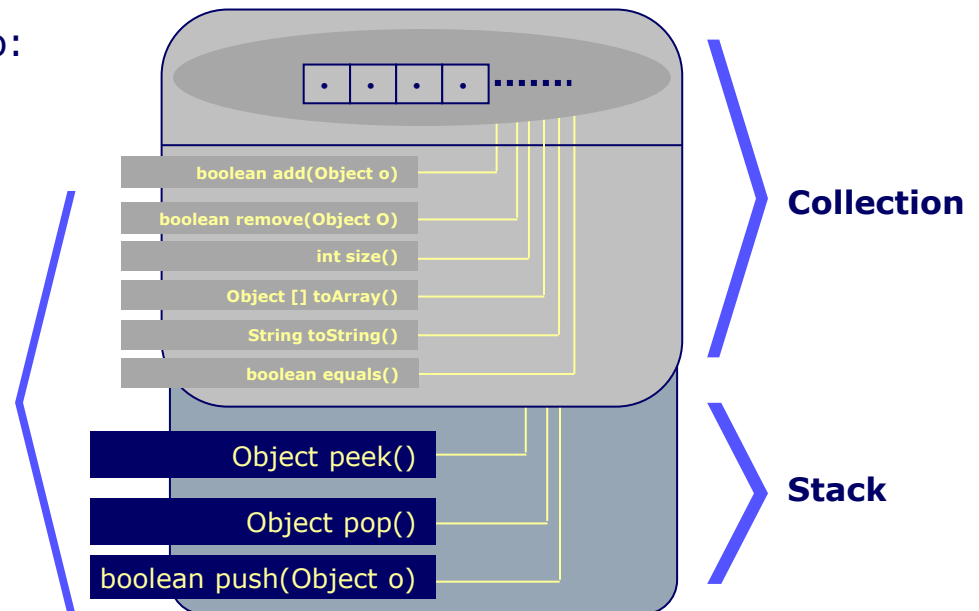 o:
boolean add(Object o)
boolean remove(Object O)
int size()
Object [] toArray()
String toString()
boolean equals()
Collection
Object peek()
Object pop()
boolean push(Object o)
Stack